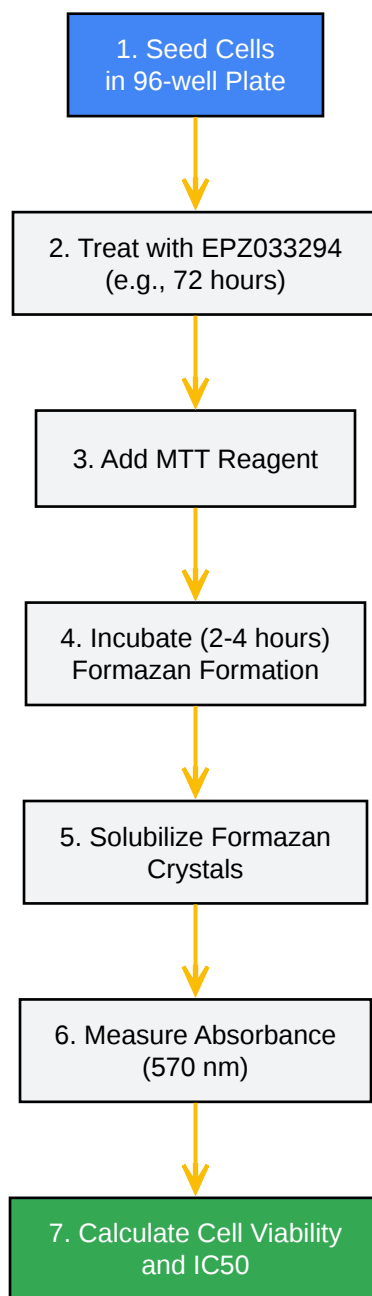 1. Seed Cells
in 96-well Plate
2. Treat with EPZ033294
(e.g., 72 hours)
3. Add MTT Reagent
4. Incubate (2-4 hours)
Formazan Formation
5. Solubilize Formazan
Crystals
6. Measure Absorbance
(570 nm)
7. Calculate Cell Viability
and IC50